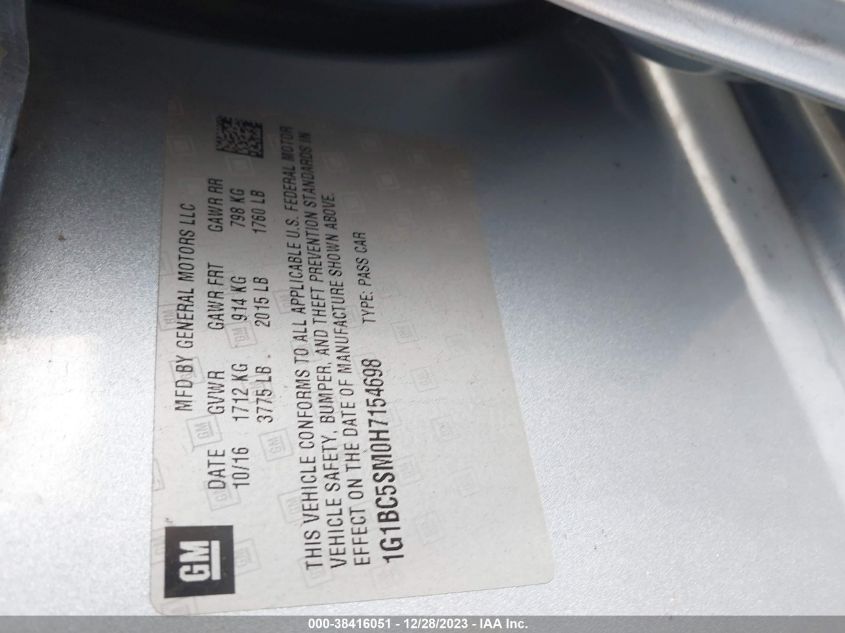 GM
MFD BY GENERAL MOTORS LLC
DATE GVWR GAWR FRT GAWR RR
10/16 1712 KG 914 KG 798 KG
3775 LB 2015 LB 1760 LB
THIS VEHICLE CONFORMS TO ALL APPLICABLE U.S. FEDERAL MOTOR
VEHICLE SAFETY, BUMPER, AND THEFT PREVENTION STANDARDS IN
EFFECT ON THE DATE OF MANUFACTURE SHOWN ABOVE.
1G1BC5SM0H7154698 TYPE: PASS CAR
000-38416051 - 12/28/2023 - IAA Inc.